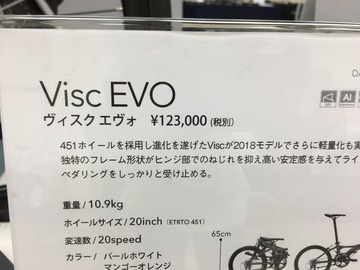 Visc EVO
ヴィスク エヴォ ¥123,000 (税別)
451ホイールを採用し進化を遂げたViscが2018モデルでさらに軽量化も実
独特のフレーム形状がヒンジ部でのねじれを抑え高い安定感を与えてライ
ペダリングをしっかりと受け止める。
重量 / 10.9kg
ホイールサイズ / 20inch (ETRTO 451)
変速数 / 20speed
カラー / パールホワイト
マンゴーオレンジ
65cm